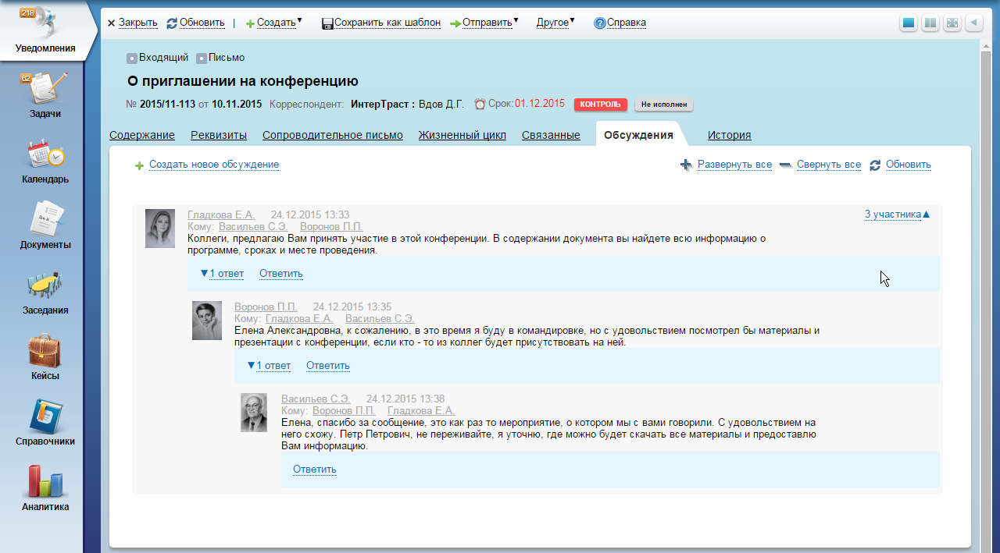 218
Уведомления
62
Задачи
Календарь
Документы
Заседания
Кейсы
Справочники
Аналитика
Закрыть Обновить | Создать Сохранить как шаблон Отправить Другое Справка
Входящий Письмо
О приглашении на конференцию
№ 2015/11-113 от 10.11.2015 Корреспондент: ИнтерТраст : Вдов Д.Г. Срок: 01.12.2015 КОНТРОЛЬ Не исполнен
Содержание Реквизиты Сопроводительное письмо Жизненный цикл Связанные Обсуждения История
Создать новое обсуждение Развернуть все Свернуть все Обновить
Гладкова Е.А. 24.12.2015 13:33 3 участника
Кому: Васильев С.Э. Воронов П.П.
Коллеги, предлагаю Вам принять участие в этой конференции. В содержании документа вы найдете всю информацию о
программе, сроках и месте проведения.
1 ответ Ответить
Воронов П.П. 24.12.2015 13:35
Кому: Гладкова Е.А. Васильев С.Э.
Елена Александровна, к сожалению, в это время я буду в командировке, но с удовольствием посмотрел бы материалы и
презентации с конференции, если кто - то из коллег будет присутствовать на ней.
1 ответ Ответить
Васильев С.Э. 24.12.2015 13:38
Кому: Воронов П.П. Гладкова Е.А.
Елена, спасибо за сообщение, это как раз то мероприятие, о котором мы с вами говорили. С удовольствием на
него схожу. Петр Петрович, не переживайте, я уточню, где можно будет скачать все материалы и предоставлю
Вам информацию.
Ответить